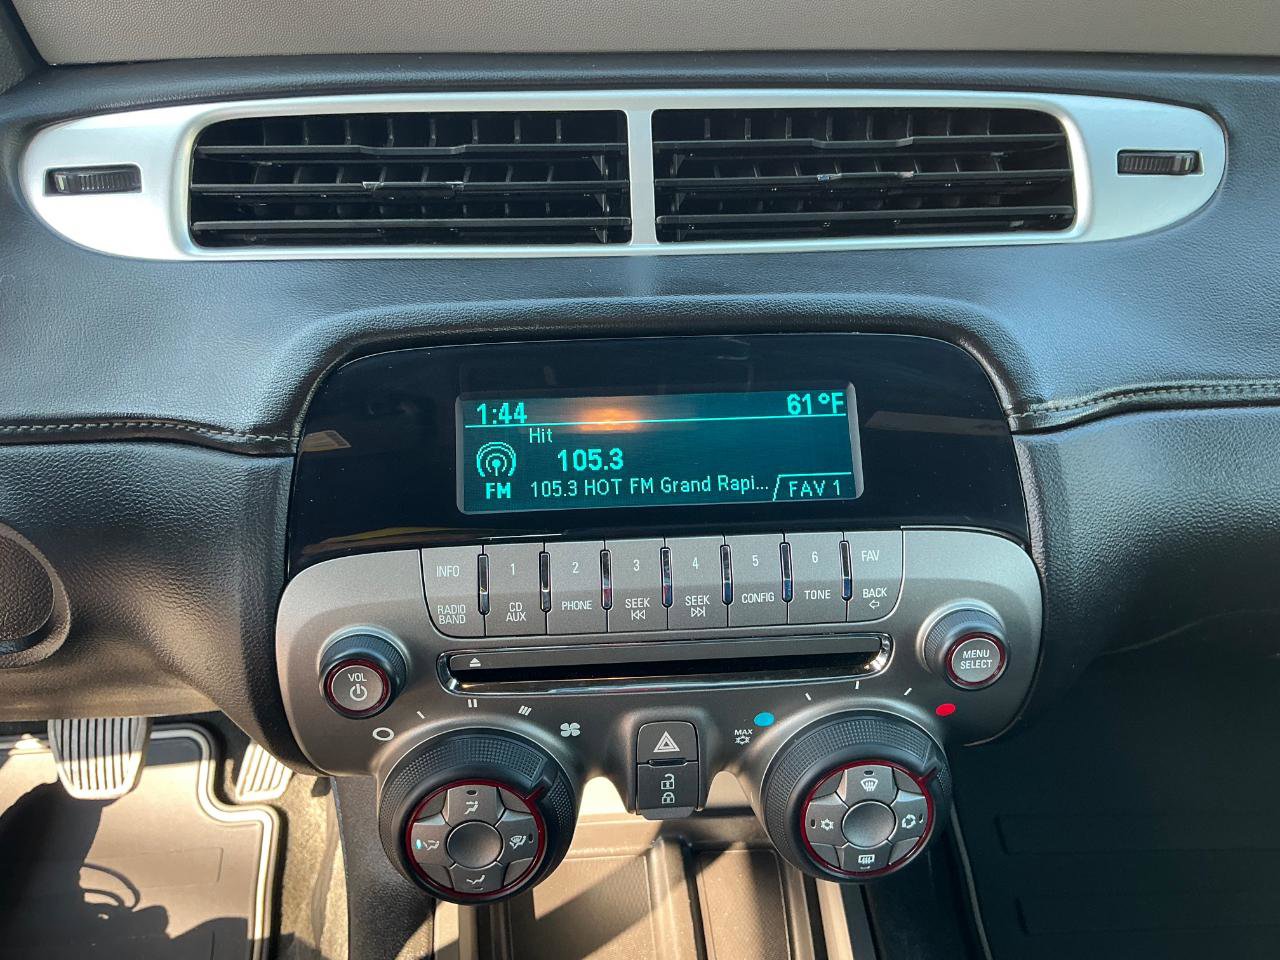 1:44 61°F
Hit
105.3
FM 105.3 HOT FM Grand Rapi... FAV 1
INFO 1 2 3 4 5 6 FAV
RADIO BAND CD AUX PHONE SEEK SEEK CONFIG TONE BACK
VOL
MENU SELECT
MAX